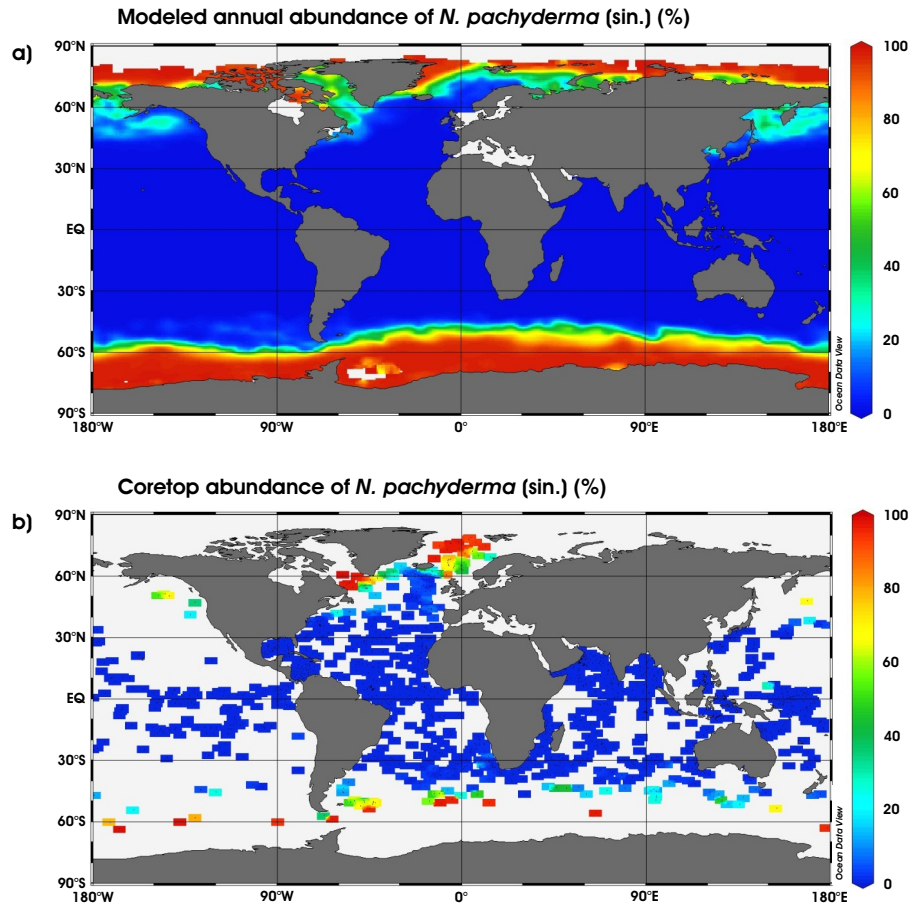 Modeled annual abundance of N. pachyderma (sin.) (%)
a)
90°N
60°N
30°N
EQ
30°S
60°S
90°S
180°W
90°W
0°
90°E
180°E
100
80
60
40
20
0
Ocean Data View
Coretop abundance of N. pachyderma (sin.) (%)
b)
90°N
60°N
30°N
EQ
30°S
60°S
90°S
180°W
90°W
0°
90°E
180°E
100
80
60
40
20
0
Ocean Data View